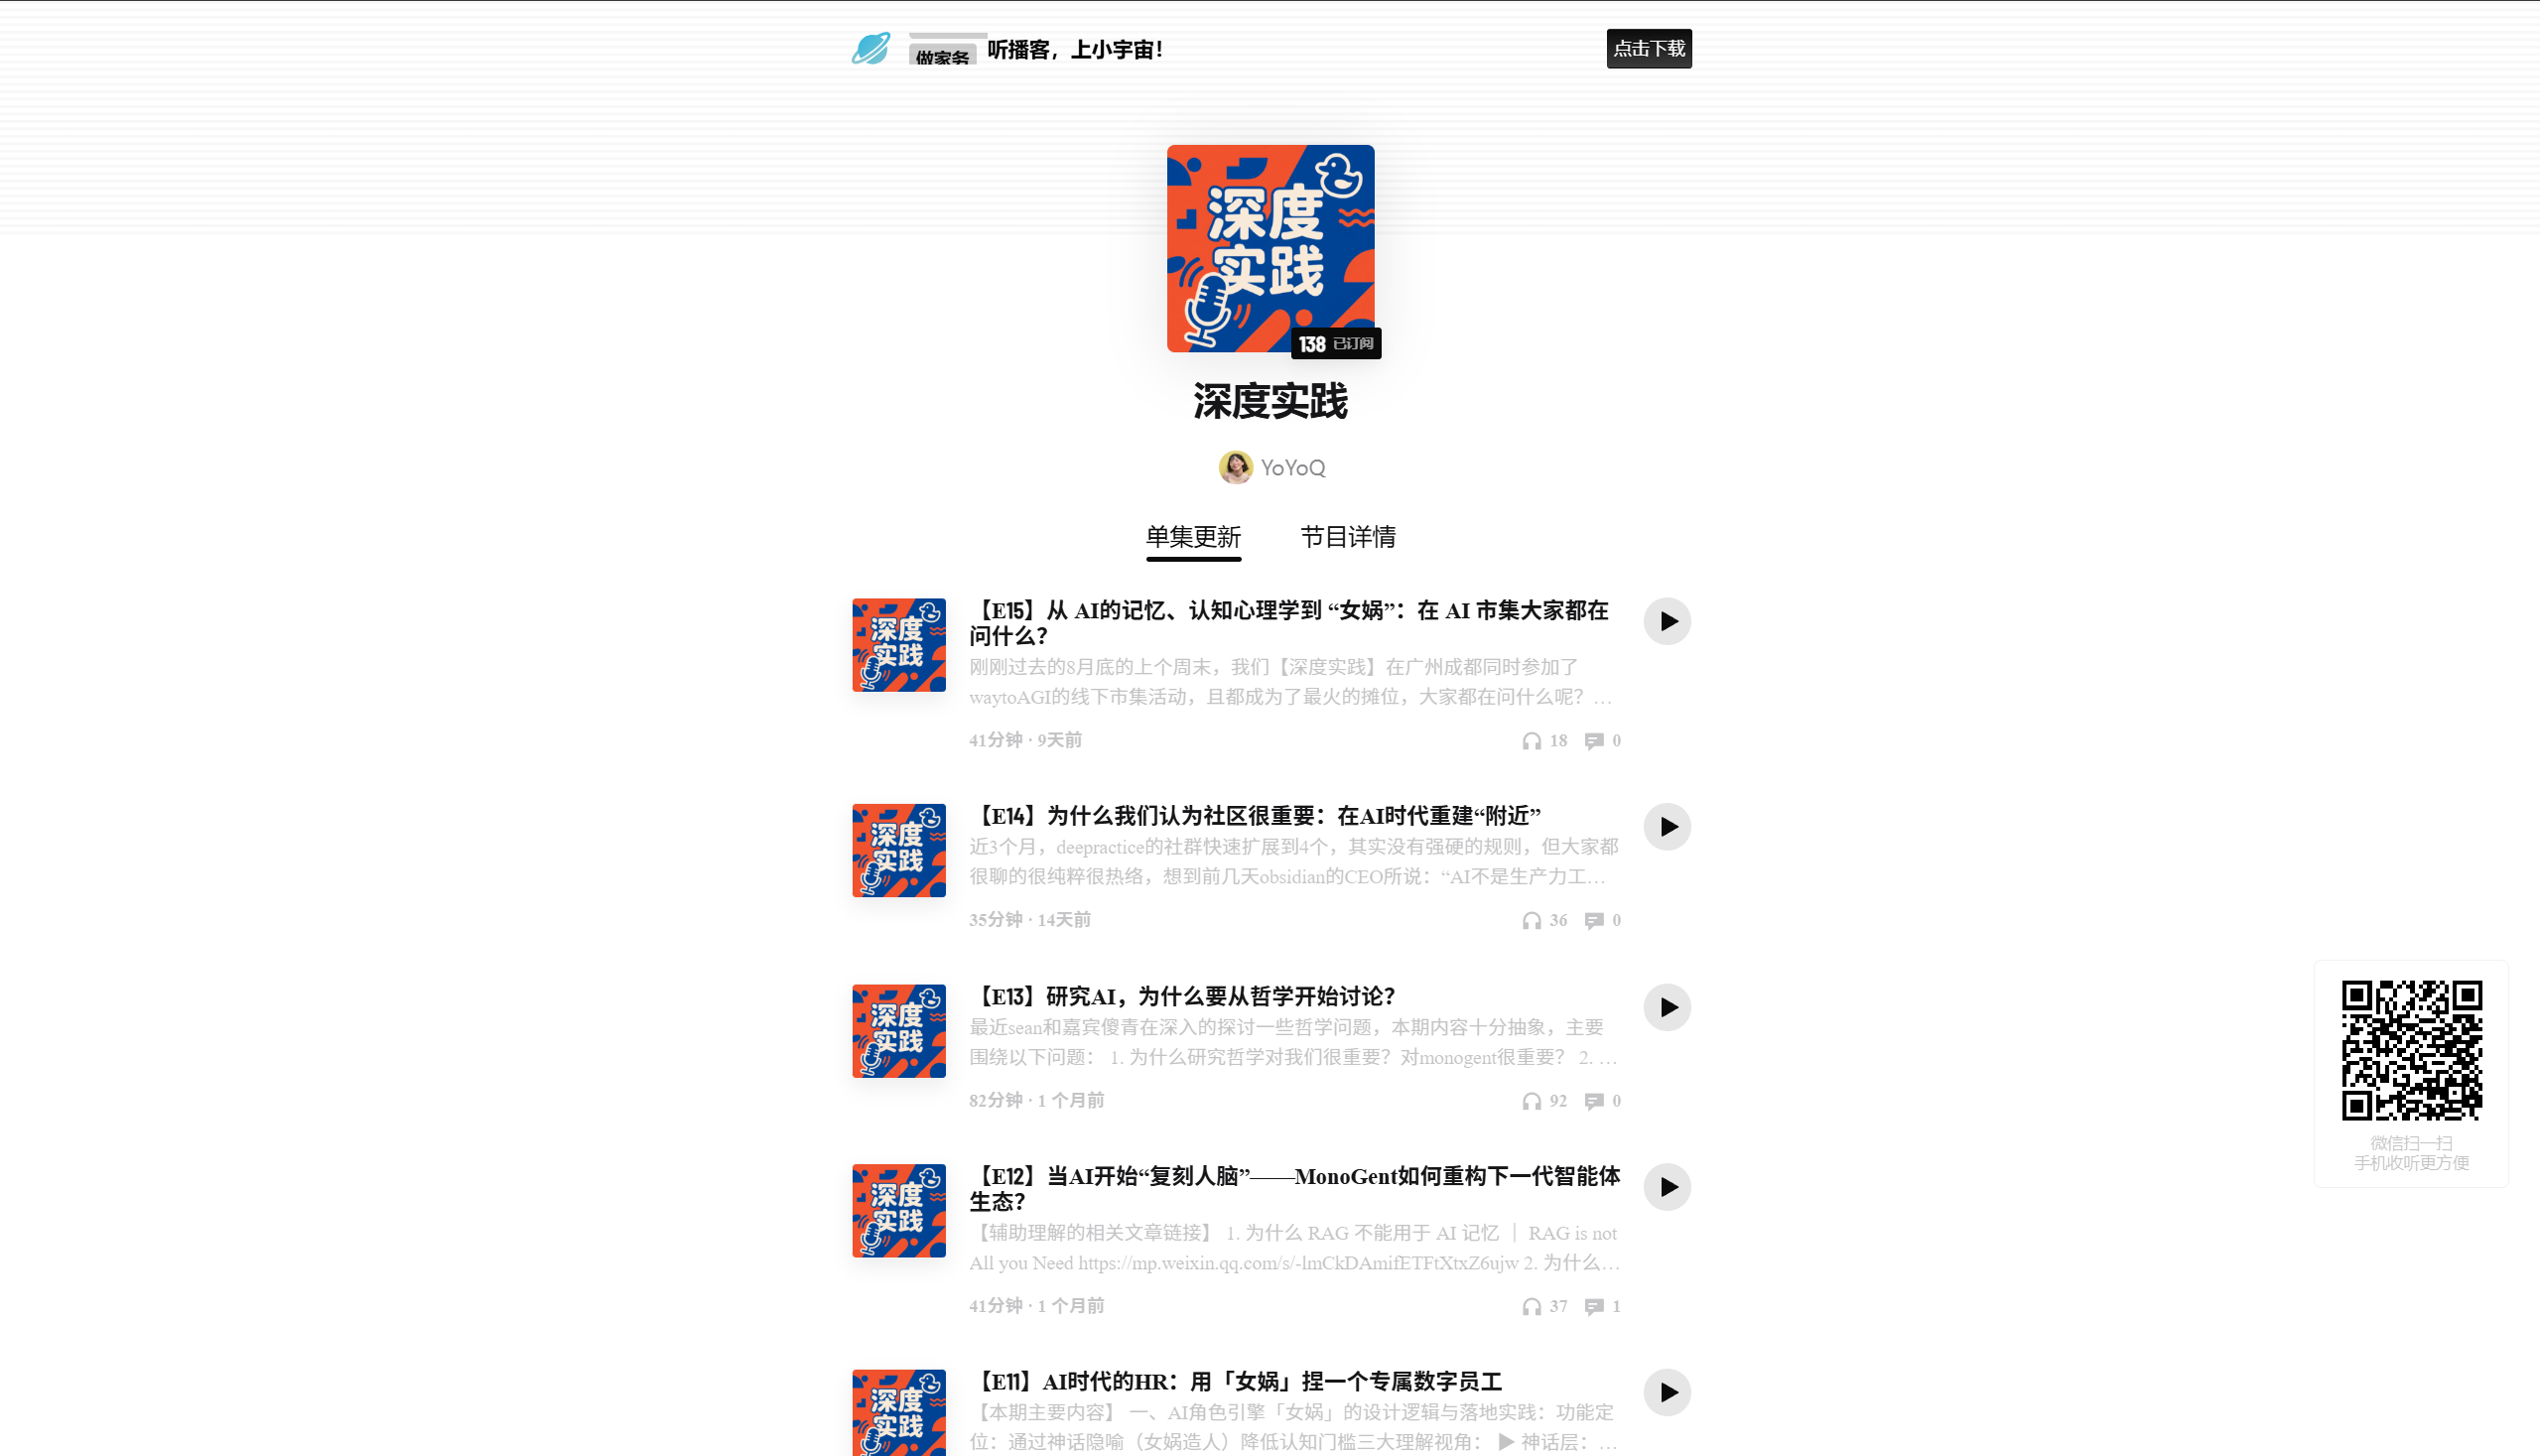 做家务
听播客，上小宇宙！
点击下载
深度
实践
138 已订阅
深度实践
YoYoQ
单集更新
节目详情
深度
实践
【E15】从 AI的记忆、认知心理学到 “女娲”：在 AI 市集大家都在
问什么？
刚刚过去的8月底的上个周末，我们【深度实践】在广州成都同时参加了
waytoAGI的线下市集活动，且都成为了最火的摊位，大家都在问什么呢？…
41分钟 · 9天前
18
0
深度
实践
【E14】为什么我们认为社区很重要：在AI时代重建“附近”
近3个月，deepractice的社群快速扩展到4个，其实没有强硬的规则，但大家都
很聊的很纯粹很热络，想到前几天obsidian的CEO所说：“AI不是生产力工…
35分钟 · 14天前
36
0
深度
实践
【E13】研究AI，为什么要从哲学开始讨论？
最近sean和嘉宾傻青在深入的探讨一些哲学问题，本期内容十分抽象，主要
围绕以下问题： 1. 为什么研究哲学对我们很重要？对monogent很重要？ 2. …
82分钟 · 1 个月前
92
0
深度
实践
【E12】当AI开始“复刻人脑”——MonoGent如何重构下一代智能体
生态？
【辅助理解的相关文章链接】 1. 为什么 RAG 不能用于 AI 记忆 ｜ RAG is not
All you Need https://mp.weixin.qq.com/s/-lmCkDAmifETFtXtxZ6ujw 2. 为什么…
41分钟 · 1 个月前
37
1
深度
实践
【E11】AI时代的HR：用「女娲」捏一个专属数字员工
【本期主要内容】 一、AI角色引擎「女娲」的设计逻辑与落地实践：功能定
位：通过神话隐喻（女娲造人）降低认知门槛三大理解视角： ▶ 神话层：…
微信扫一扫
手机收听更方便